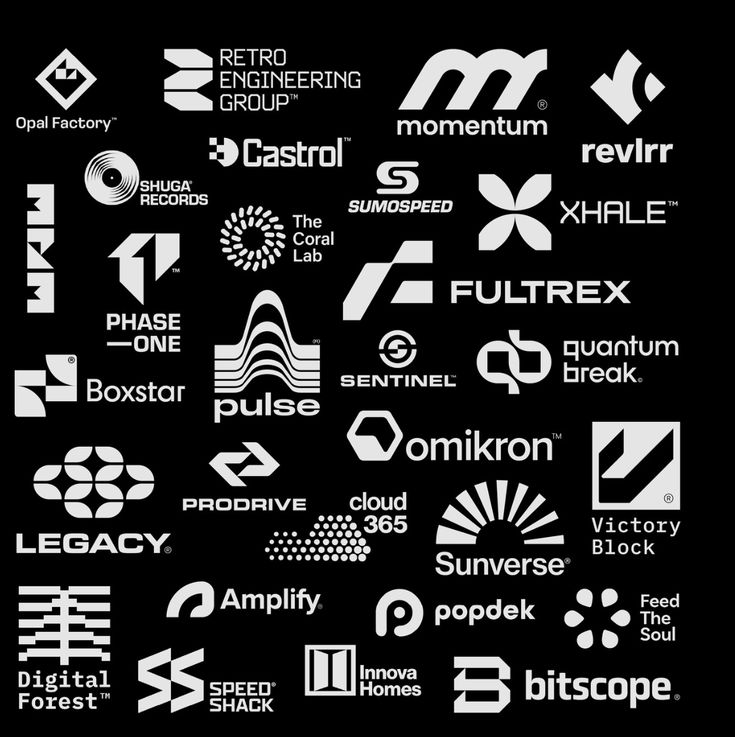 Opal Factory™
RETRO
ENGINEERING
GROUP™
momentum®
revlrr
Castrol™
SHUGA®
RECORDS
SUMOSPEED
XHALE™
The
Coral
Lab
™
PHASE
—ONE
FULTREX
pulse
SENTINEL™
quantum
break©
®
Boxstar
omikron™
LEGACY®
PRODRIVE
cloud
365
Sunverse®
®
Victory
Block
Digital
Forest™
Amplify®
popdek
Feed
The
Soul
SPEED®
SHACK
Innova
Homes
bitscope®